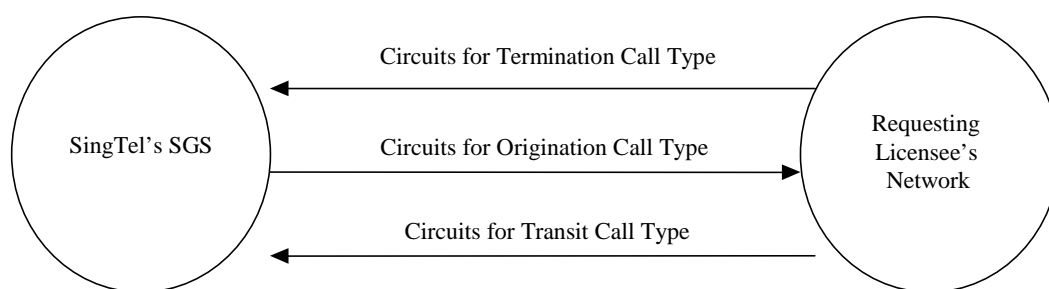 Circuits for Termination Call Type
SingTel’s SGS
Circuits for Origination Call Type
Requesting
Licensee’s
Network
Circuits for Transit Call Type